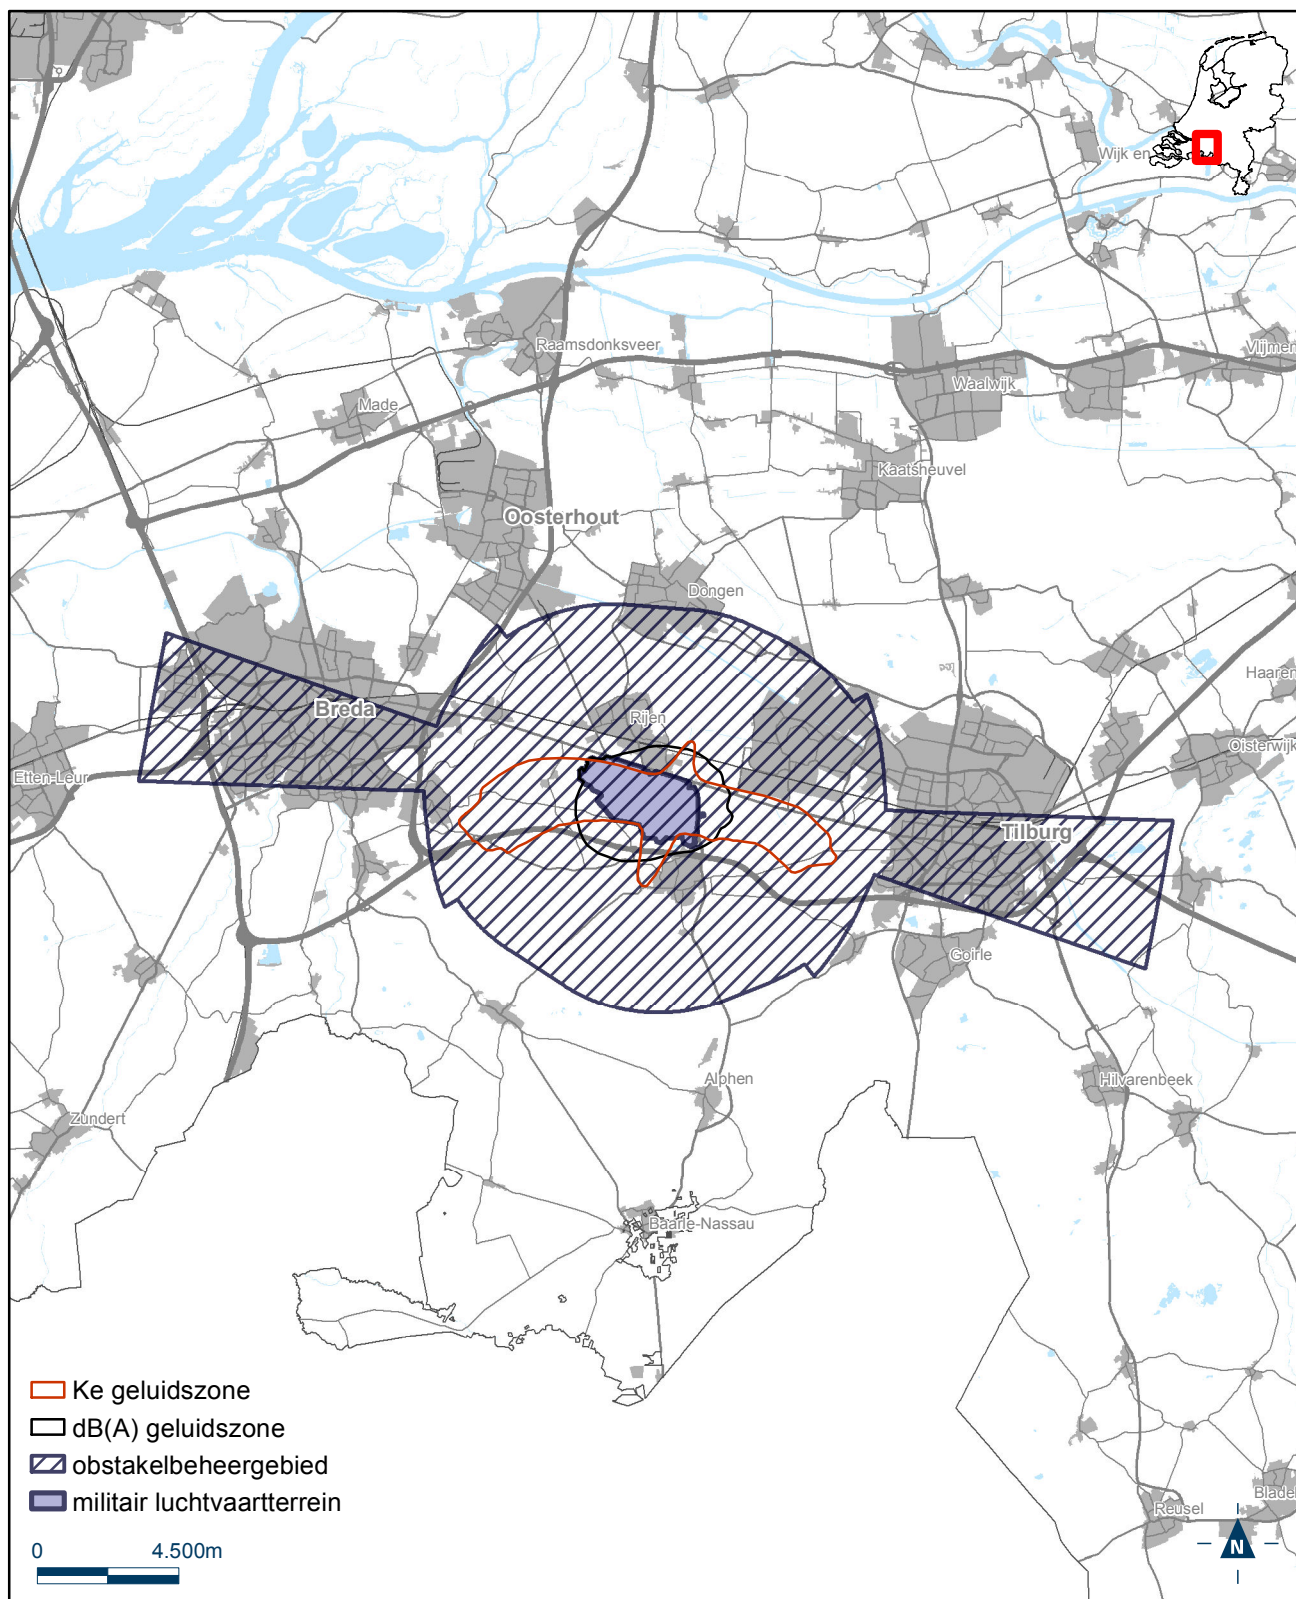 Wijk en
Raamsdonksveer
Vlijmen
Waalwijk
Made
Kaatsheuvel
Oosterhout
Dongen
Haaren
Breda
Rijen
Oisterwijk
Etten-Leur
Tilburg
Goirle
Alphen
Hilvarenbeek
Zundert
Baarle-Nassau
Ke geluidszone
dB(A) geluidszone
obstakelbeheergebied
militair luchtvaartterrein
Bladel
Reusel
0 4.500m
N